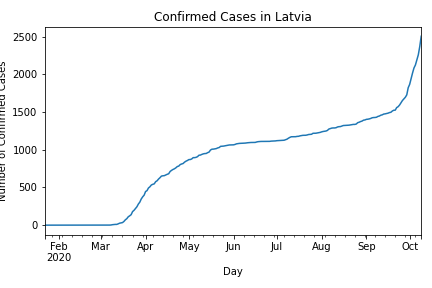 Confirmed Cases in Latvia
Number of Confirmed Cases
2500
2000
1500
1000
500
0
Feb Mar Apr May Jun Jul Aug Sep Oct
2020
Day